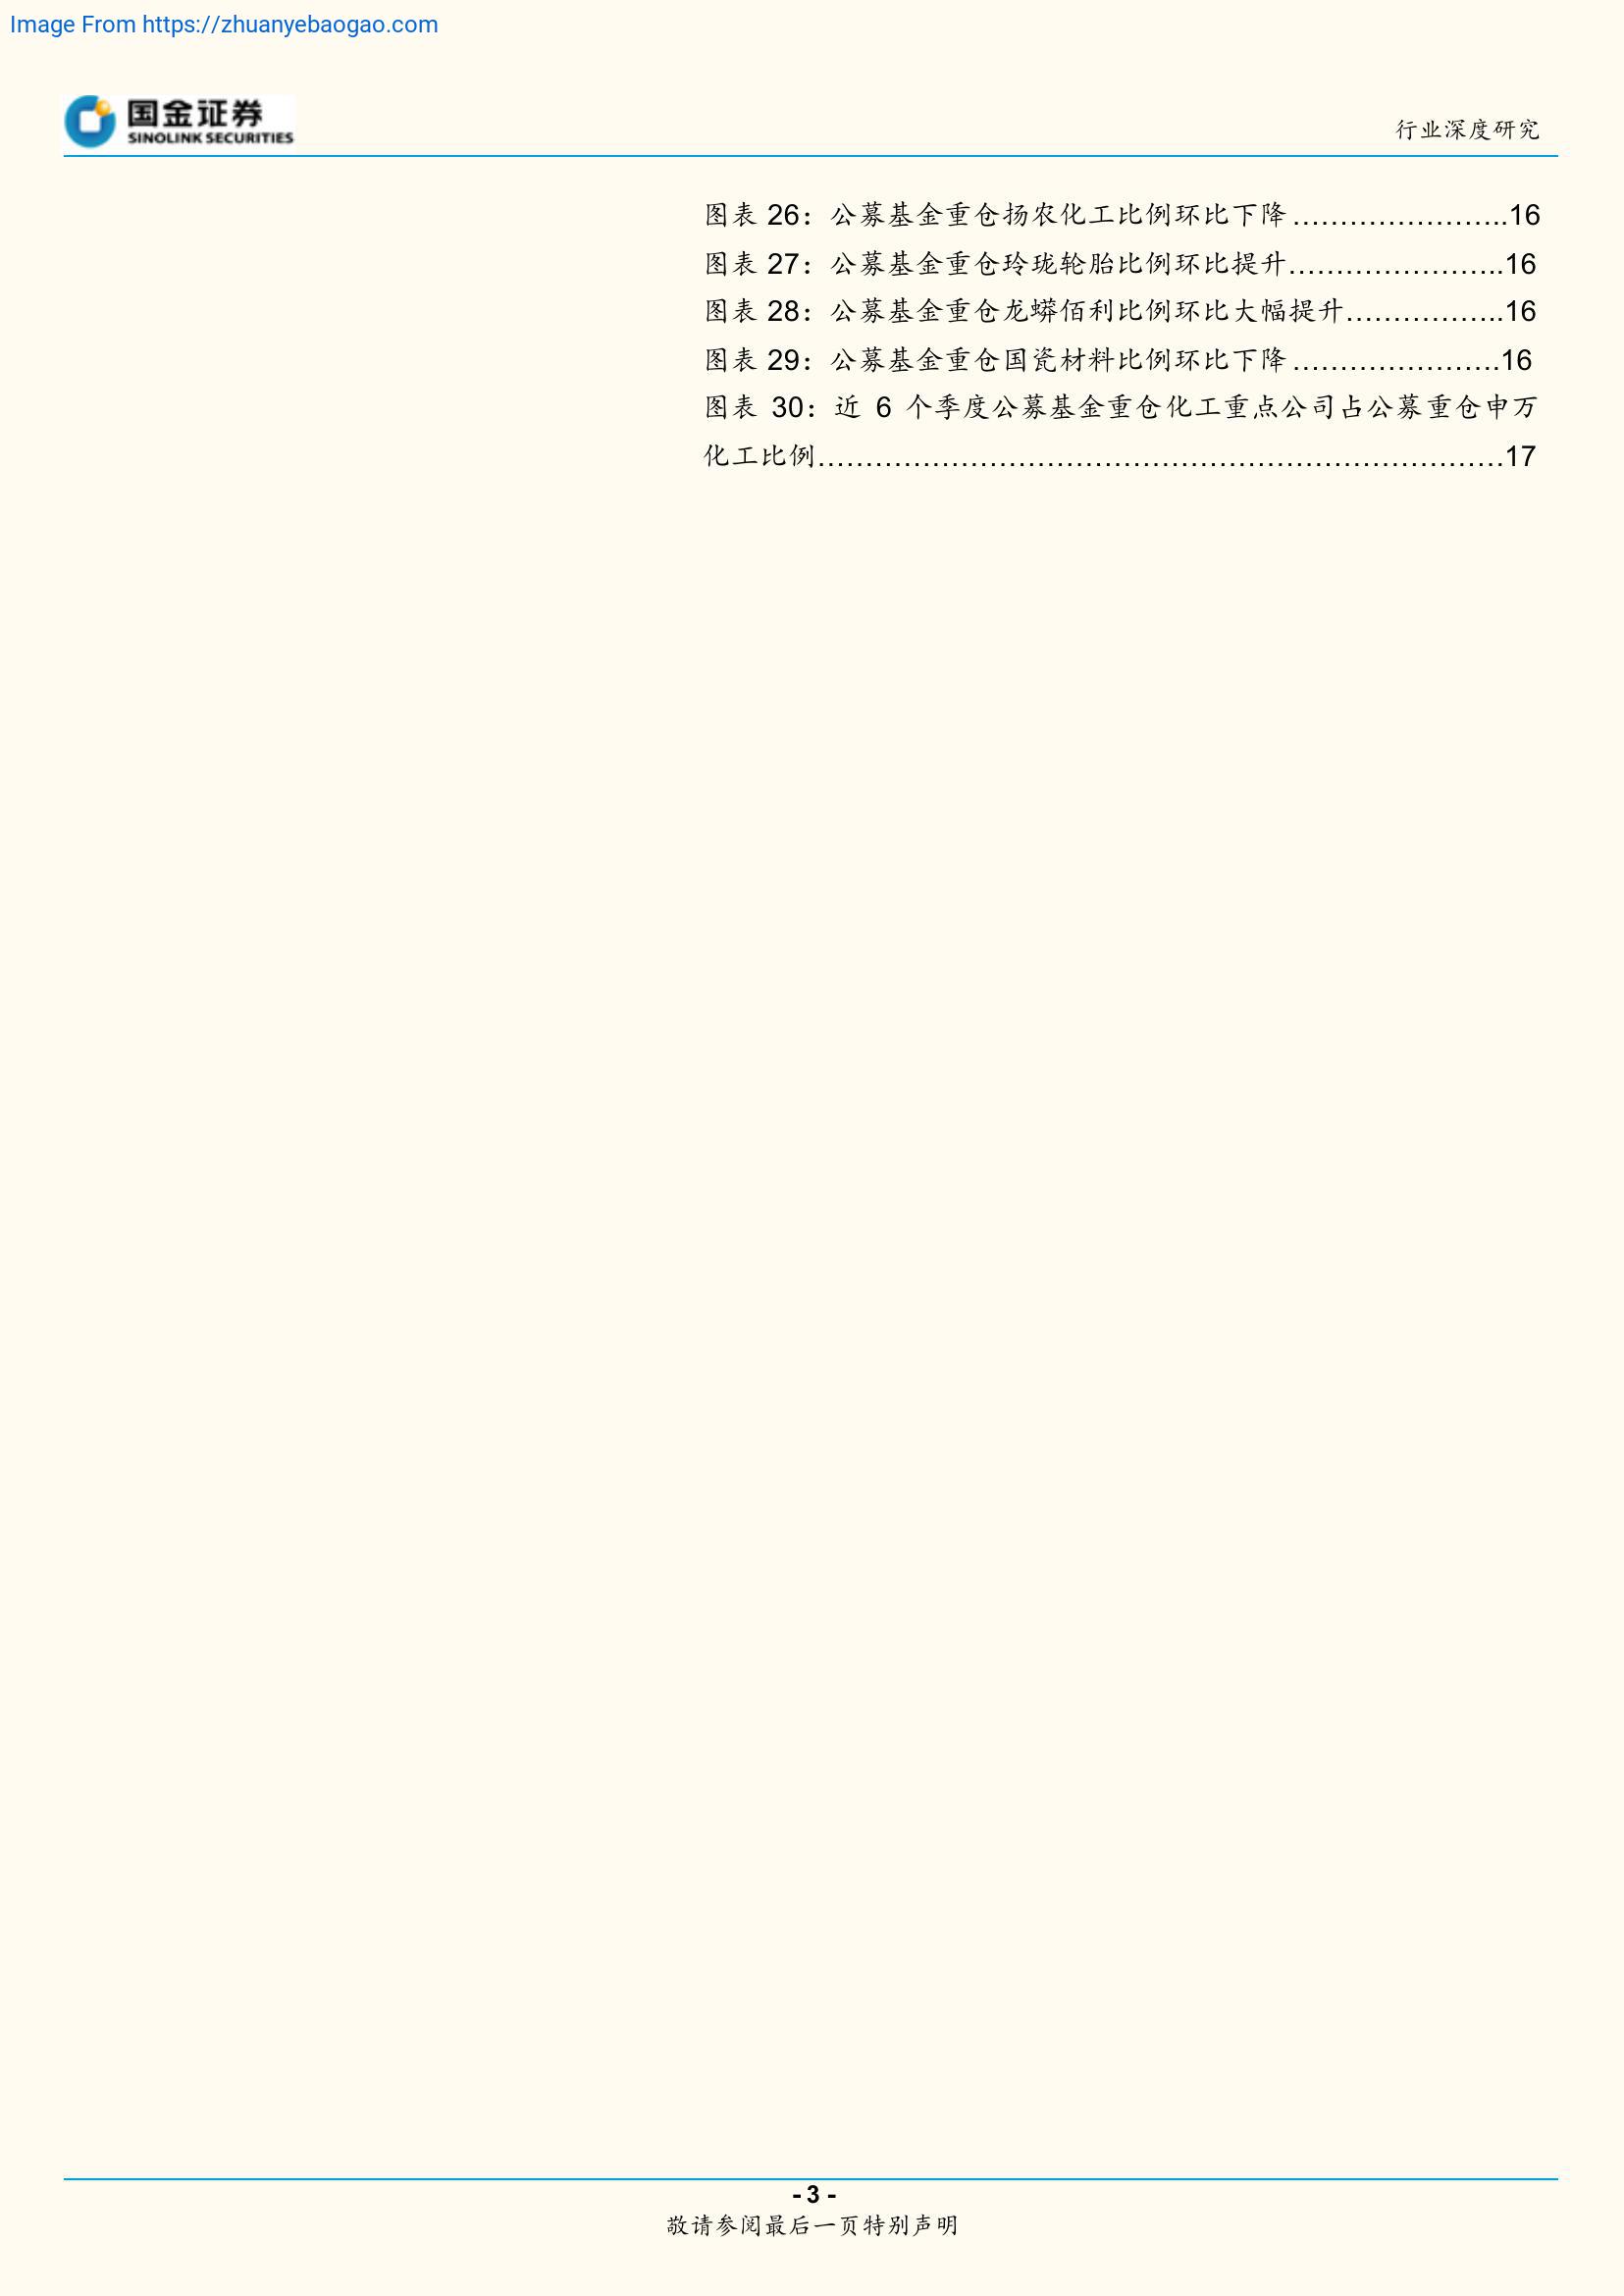 Image From https://zhuanyebaogao.com
国金证券
SINOLINK SECURITIES
行业深度研究
图表 26：公募基金重仓扬农化工比例环比下降 ……………………..16
图表 27：公募基金重仓玲珑轮胎比例环比提升……………………..16
图表 28：公募基金重仓龙蟒佰利比例环比大幅提升……………..16
图表 29：公募基金重仓国瓷材料比例环比下降 ………………….16
图表 30：近 6 个季度公募基金重仓化工重点公司占公募重仓申万
化工比例………………………………………………………………17
- 3 -
敬请参阅最后一页特别声明